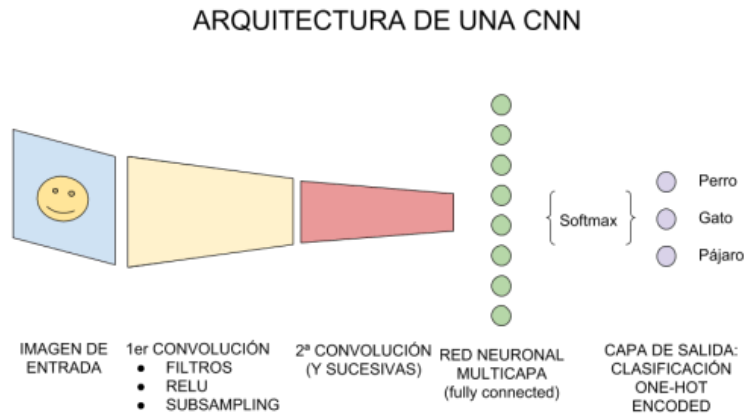 ARQUITECTURA DE UNA CNN
Softmax
Perro
Gato
Pájaro
IMAGEN DE
ENTRADA
1er CONVOLUCIÓN
● FILTROS
● RELU
● SUBSAMPLING
2ª CONVOLUCIÓN
(Y SUCESIVAS)
RED NEURONAL
MULTICAPA
(fully connected)
CAPA DE SALIDA:
CLASIFICACIÓN
ONE-HOT
ENCODED